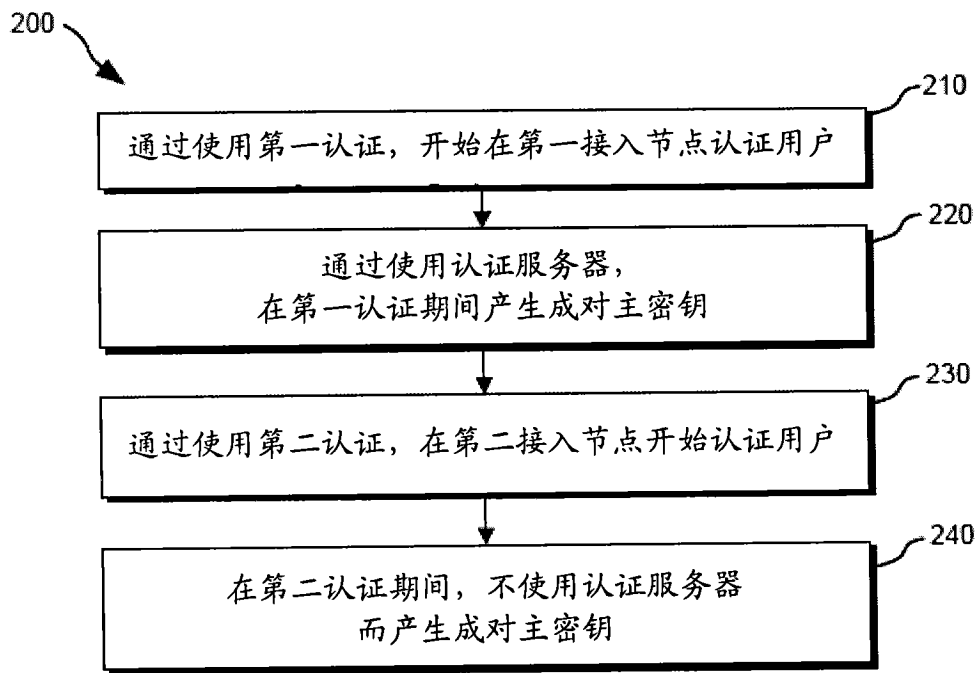 200
210
通过使用第一认证，开始在第一接入节点认证用户
220
通过使用认证服务器，
在第一认证期间产生成对主密钥
230
通过使用第二认证，在第二接入节点开始认证用户
240
在第二认证期间，不使用认证服务器
而产生成对主密钥